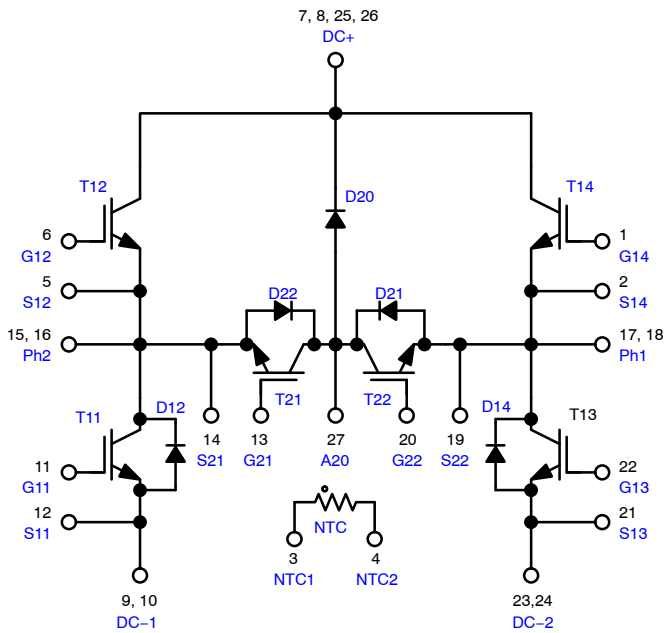 7, 8, 25, 26
DC+
T12
T14
D20
6
G12
1
G14
5
S12
2
S14
D22
D21
15, 16
Ph2
17, 18
Ph1
T21
T22
T11
D12
D14
T13
14
S21
13
G21
27
A20
20
G22
19
S22
11
G11
22
G13
12
S11
21
S13
NTC
3
NTC1
4
NTC2
9, 10
DC−1
23,24
DC−2